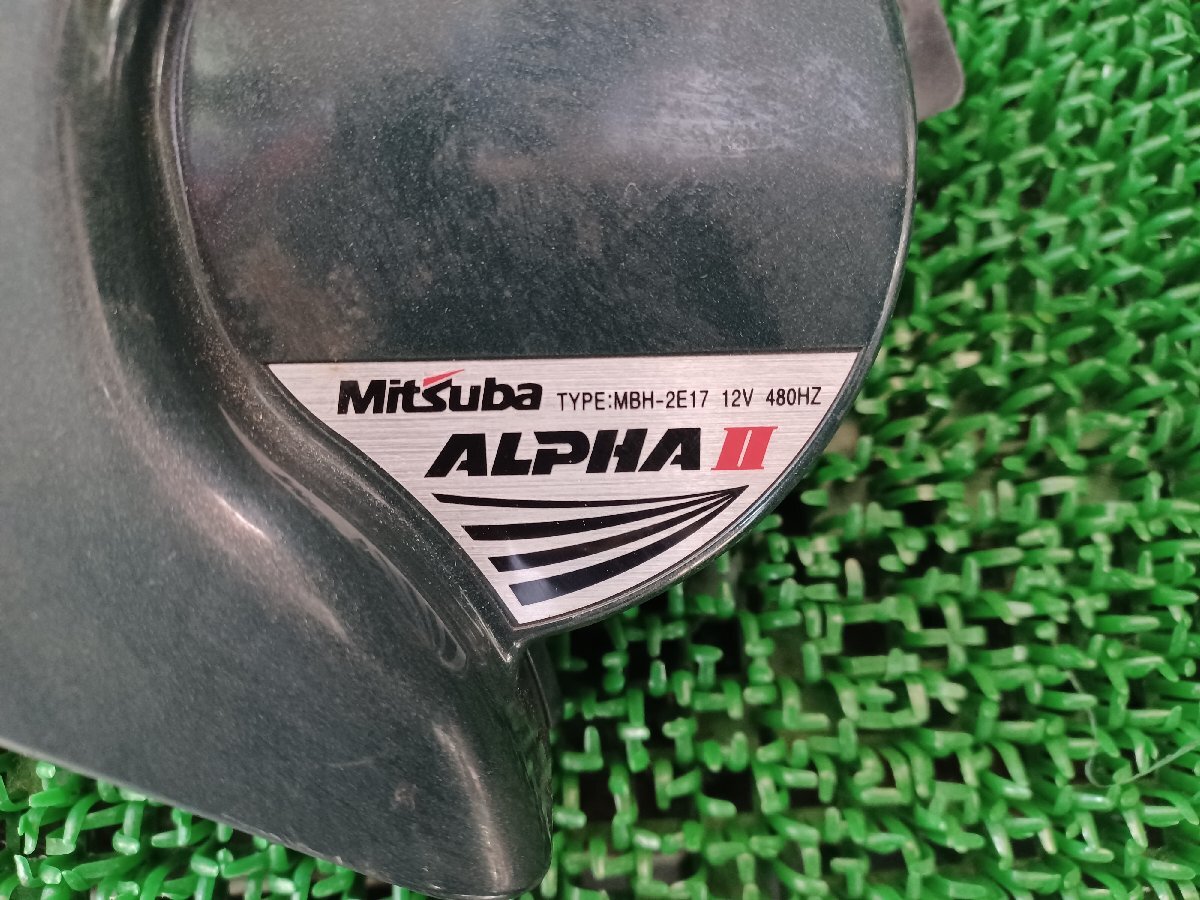 Mitsuba TYPE:MBH-2E17 12V 480HZ
ALPHA II